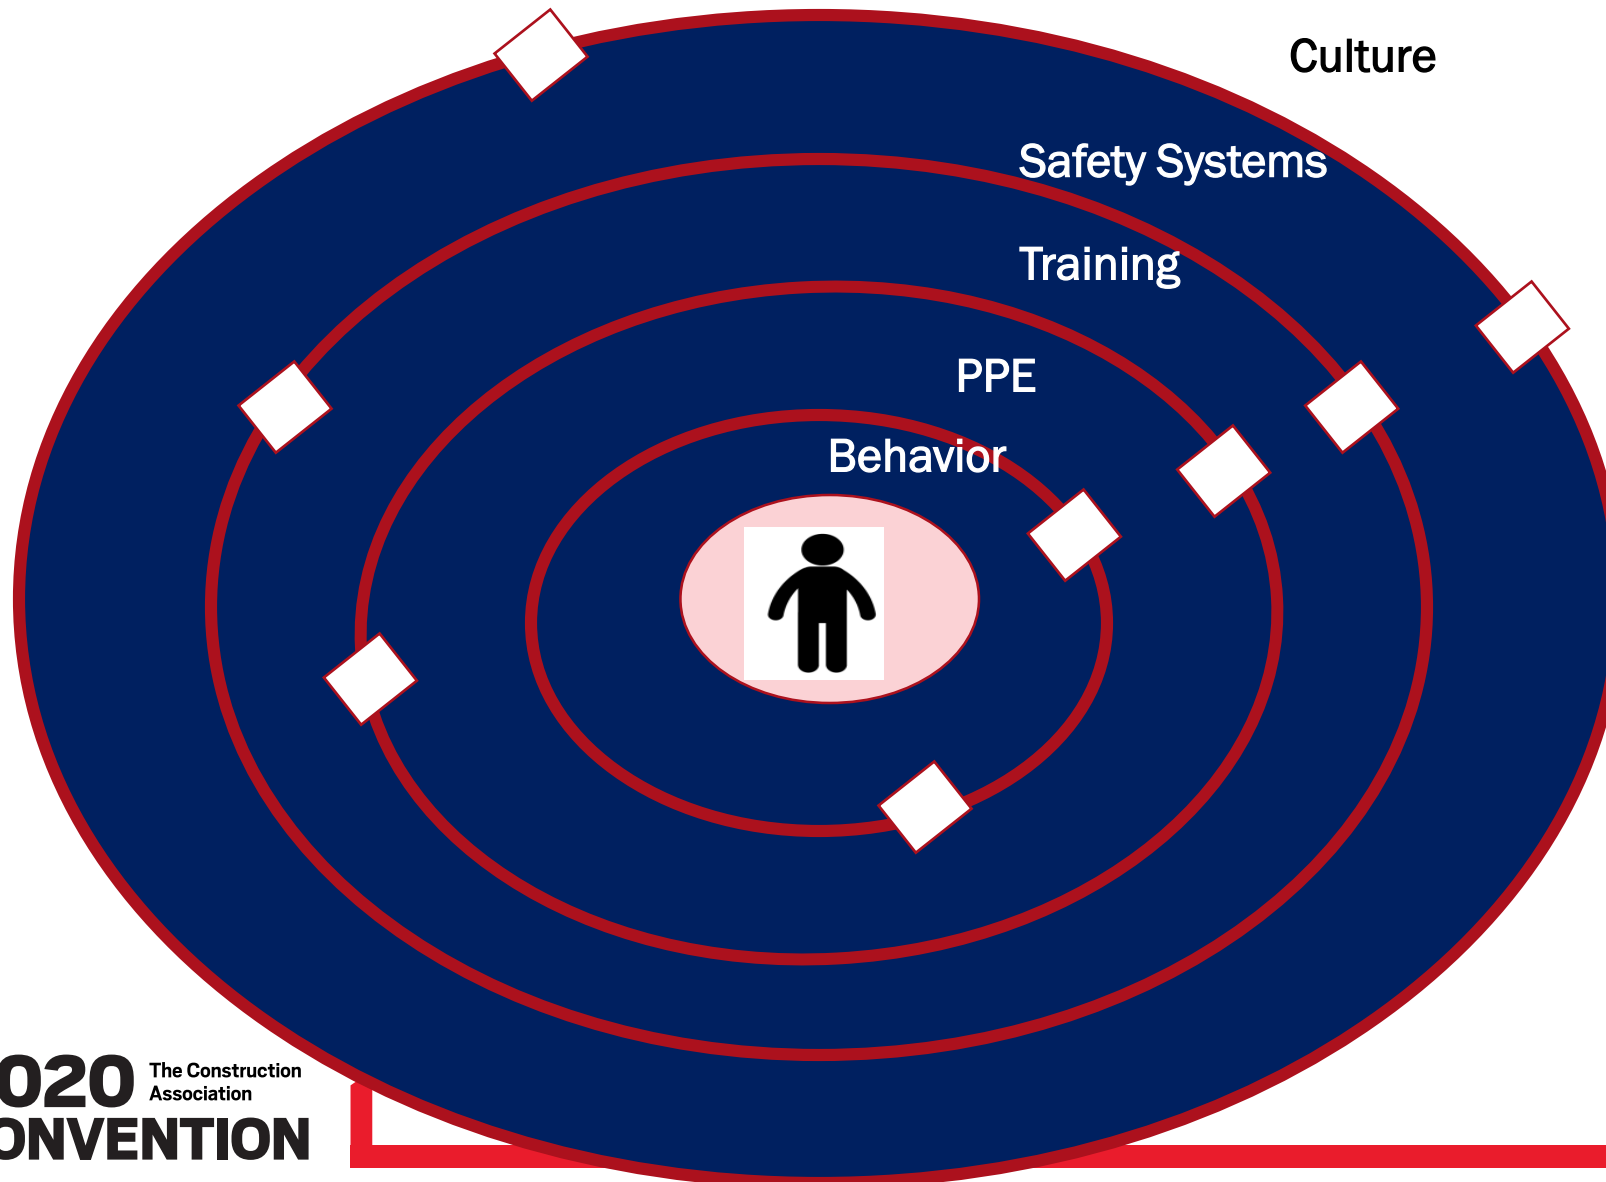 Culture
Safety Systems
Training
PPE
Behavior
020 The Construction
Association
ONVENTION